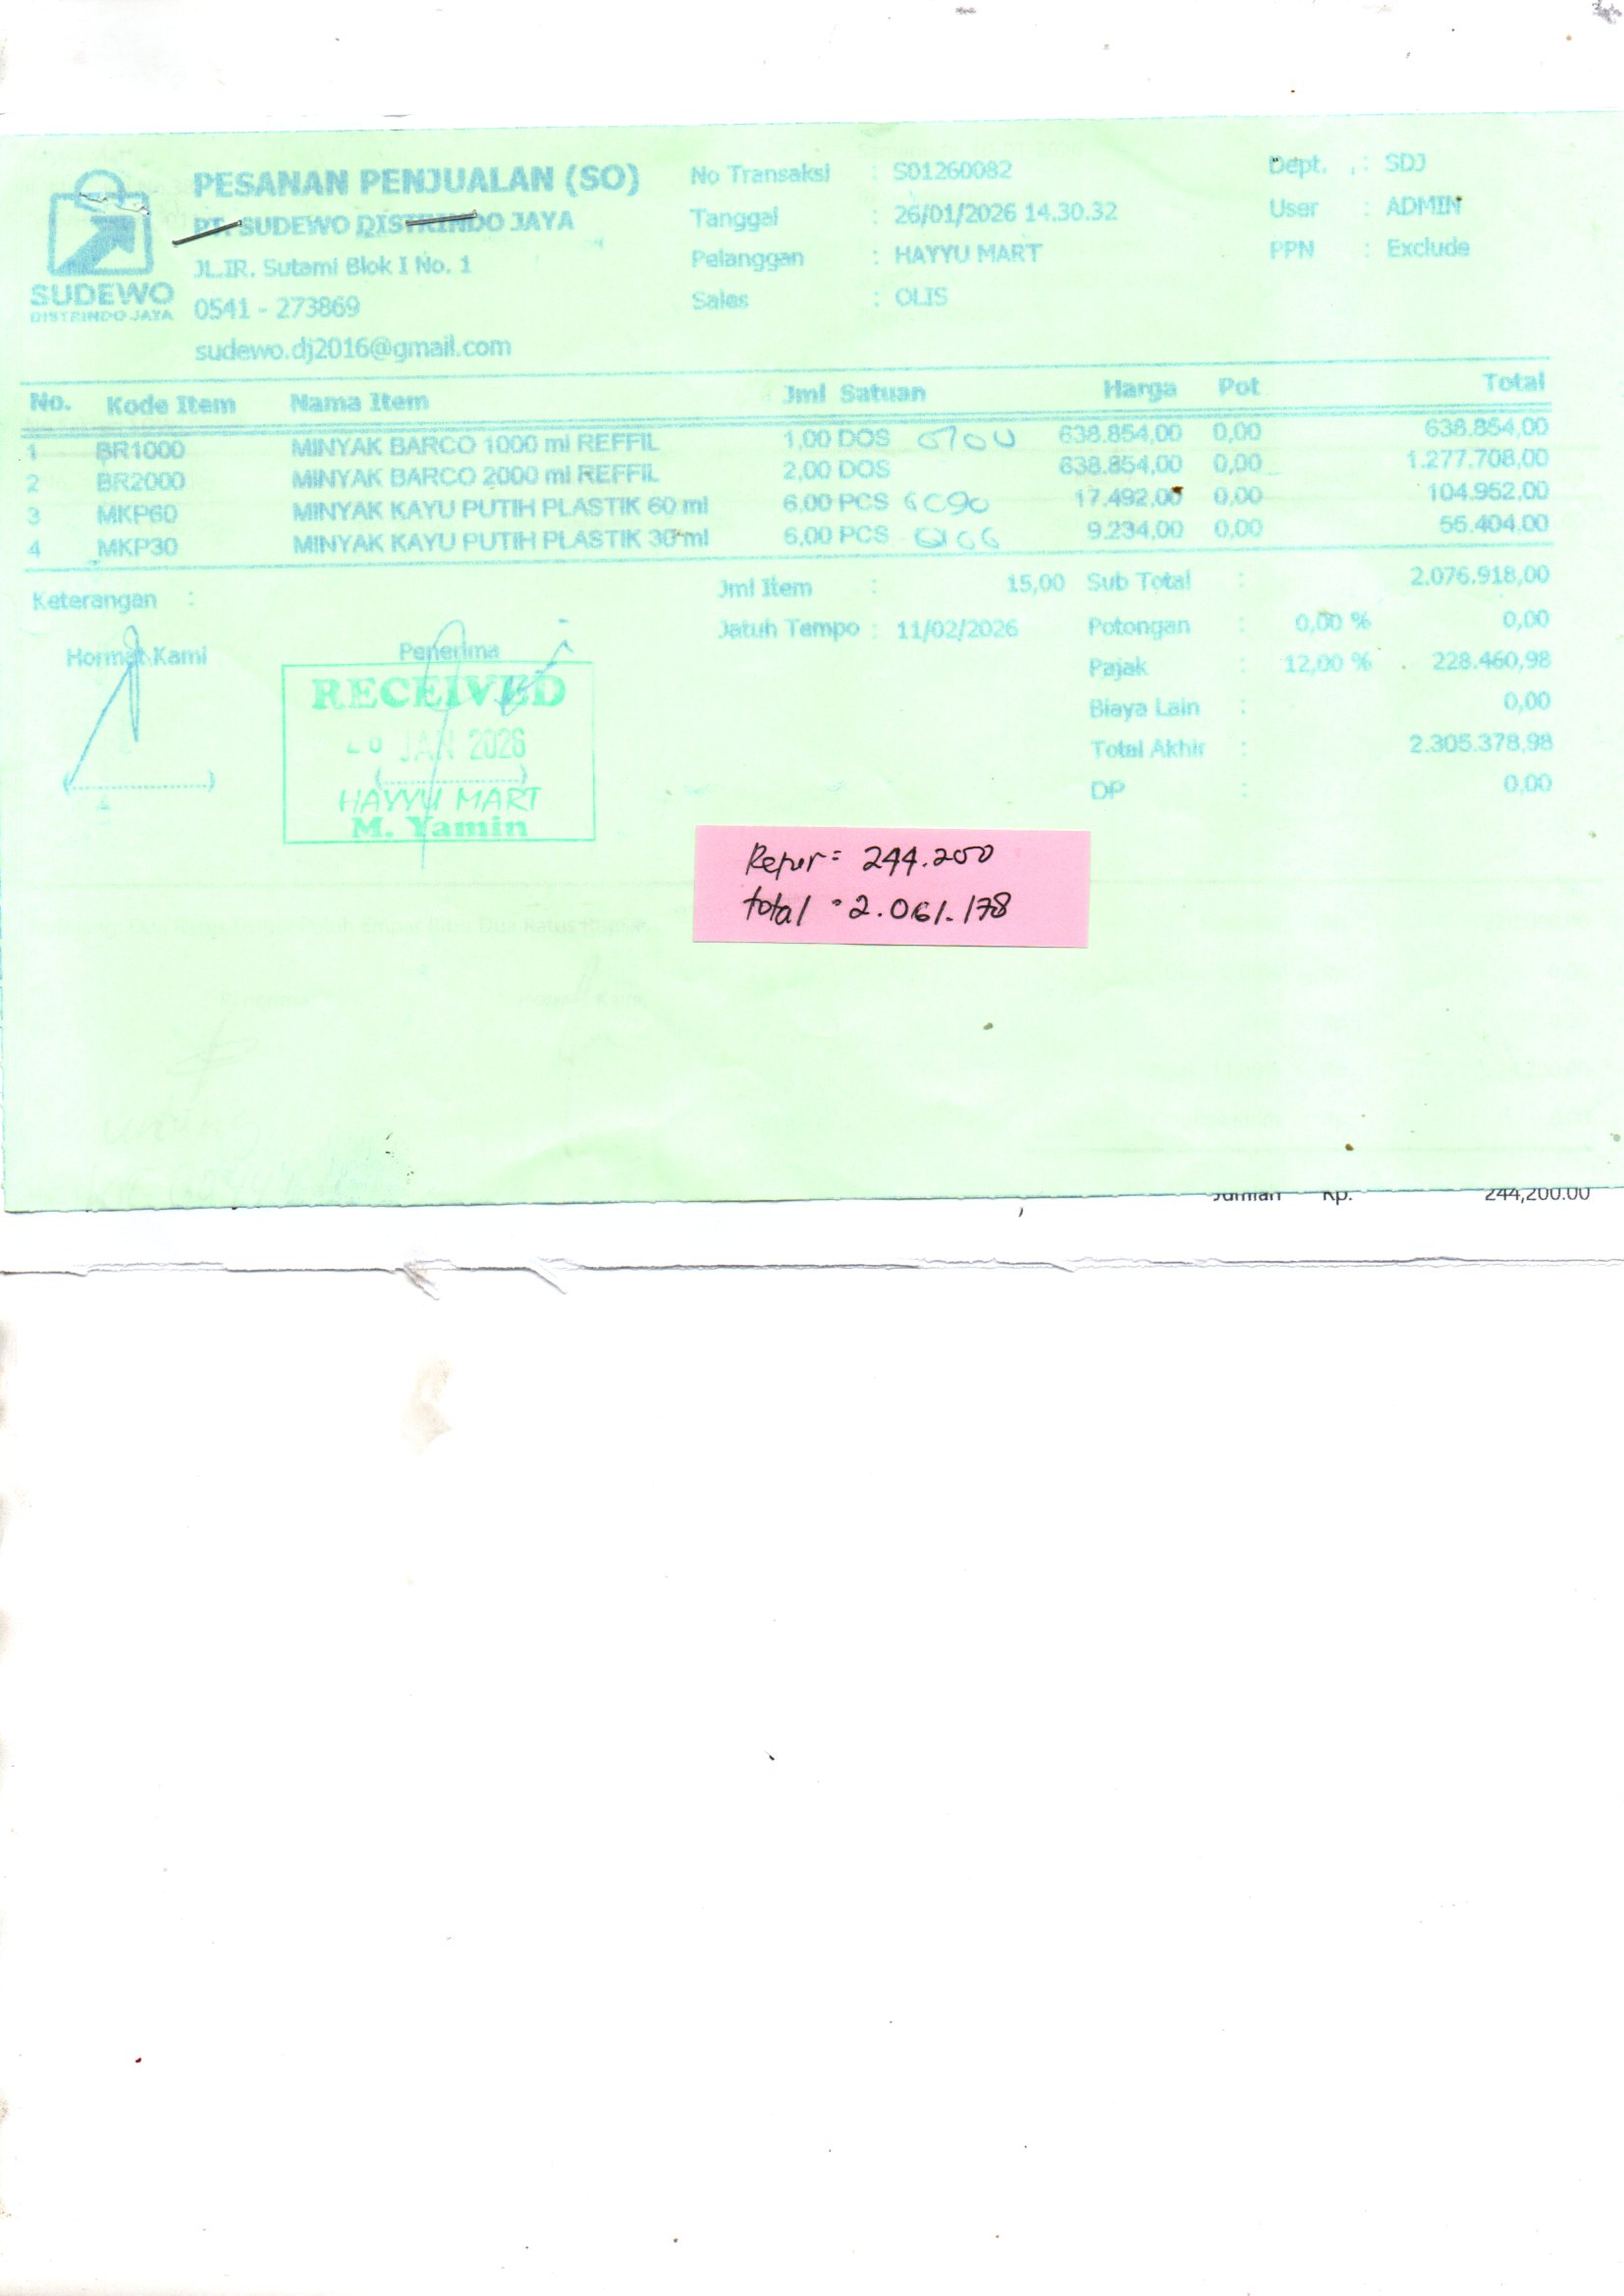 PESANAN PENJUALAN (SO)
PT. SUDEWO DISTRINDO JAYA
JL.IR. Sutami Blok I No. 1
0541 - 273869
sudewo.dj2016@gmail.com
SUDEWO
DISTRINDO JAYA
No Transaksi : S01260082
Tanggal : 26/01/2026 14.30.32
Pelanggan : HAYYU MART
Sales : OLIS
Dept. : SDJ
User : ADMIN
PPN : Exclude
No. Kode Item Nama Item Jml Satuan Harga Pot Total
1 BR1000 MINYAK BARCO 1000 ml REFFIL 1,00 DOS 638.854,00 0,00 638.854,00
2 BR2000 MINYAK BARCO 2000 ml REFFIL 2,00 DOS 638.854,00 0,00 1.277.708,00
3 MKP60 MINYAK KAYU PUTIH PLASTIK 60 ml 6,00 PCS 17.492,00 0,00 104.952,00
4 MKP30 MINYAK KAYU PUTIH PLASTIK 30 ml 6,00 PCS 9.234,00 0,00 55.404,00
Keterangan :
Jml Item : 15,00
Jatuh Tempo : 11/02/2026
Sub Total : 2.076.918,00
Potongan : 0,00 % 0,00
Pajak : 12,00 % 228.460,98
Biaya Lain : 0,00
Total Akhir : 2.305.378,98
DP : 0,00
Hormat Kami
Penerima
RECEIVED
JAN 2026
HAYYU MART
M. Yamin
(..................)
(..................)
244.200
total = 2.061.178
Jumlah Rp. 244,200.00